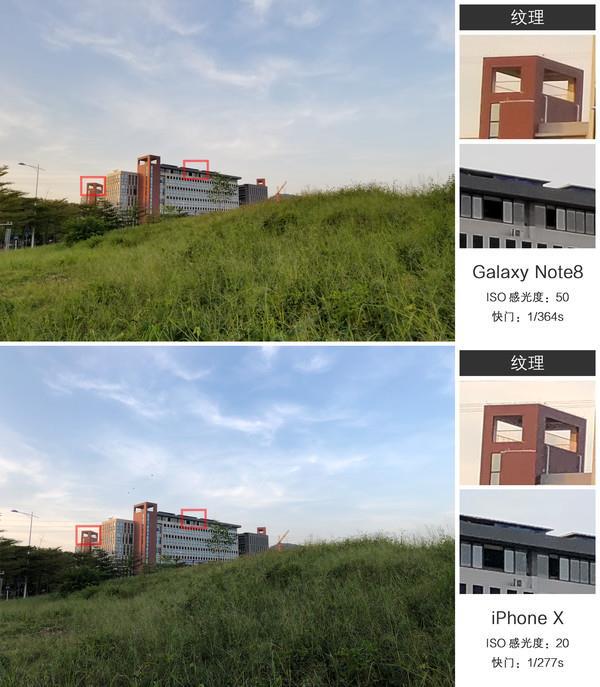 纹理
Galaxy Note8
ISO 感光度：50
快门：1/364s
纹理
iPhone X
ISO 感光度：20
快门：1/277s